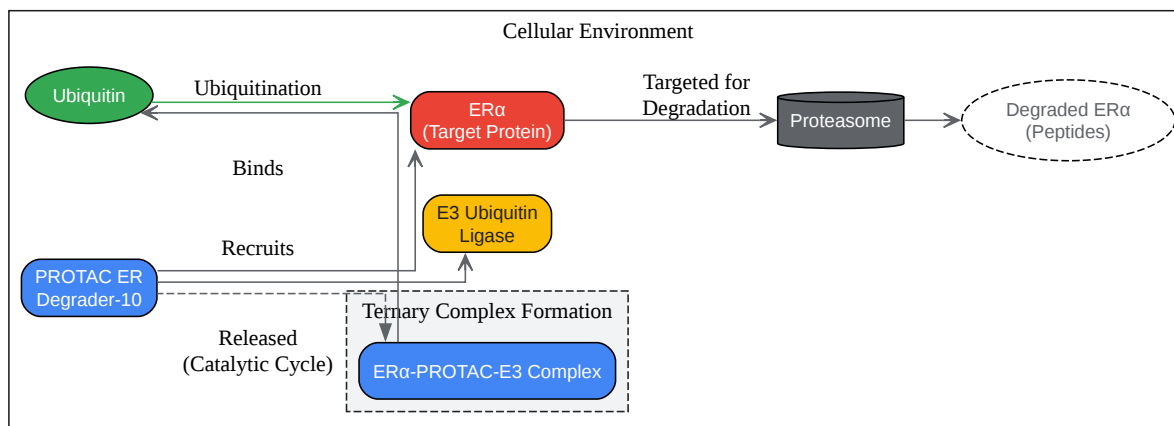 Cellular Environment
Ubiquitin
Ubiquitination
ERα
(Target Protein)
Targeted for
Degradation
Proteasome
Degraded ERα
(Peptides)
Binds
E3 Ubiquitin
Ligase
Recruits
PROTAC ER
Degrader-10
Ternary Complex Formation
Released
(Catalytic Cycle)
ERα-PROTAC-E3 Complex